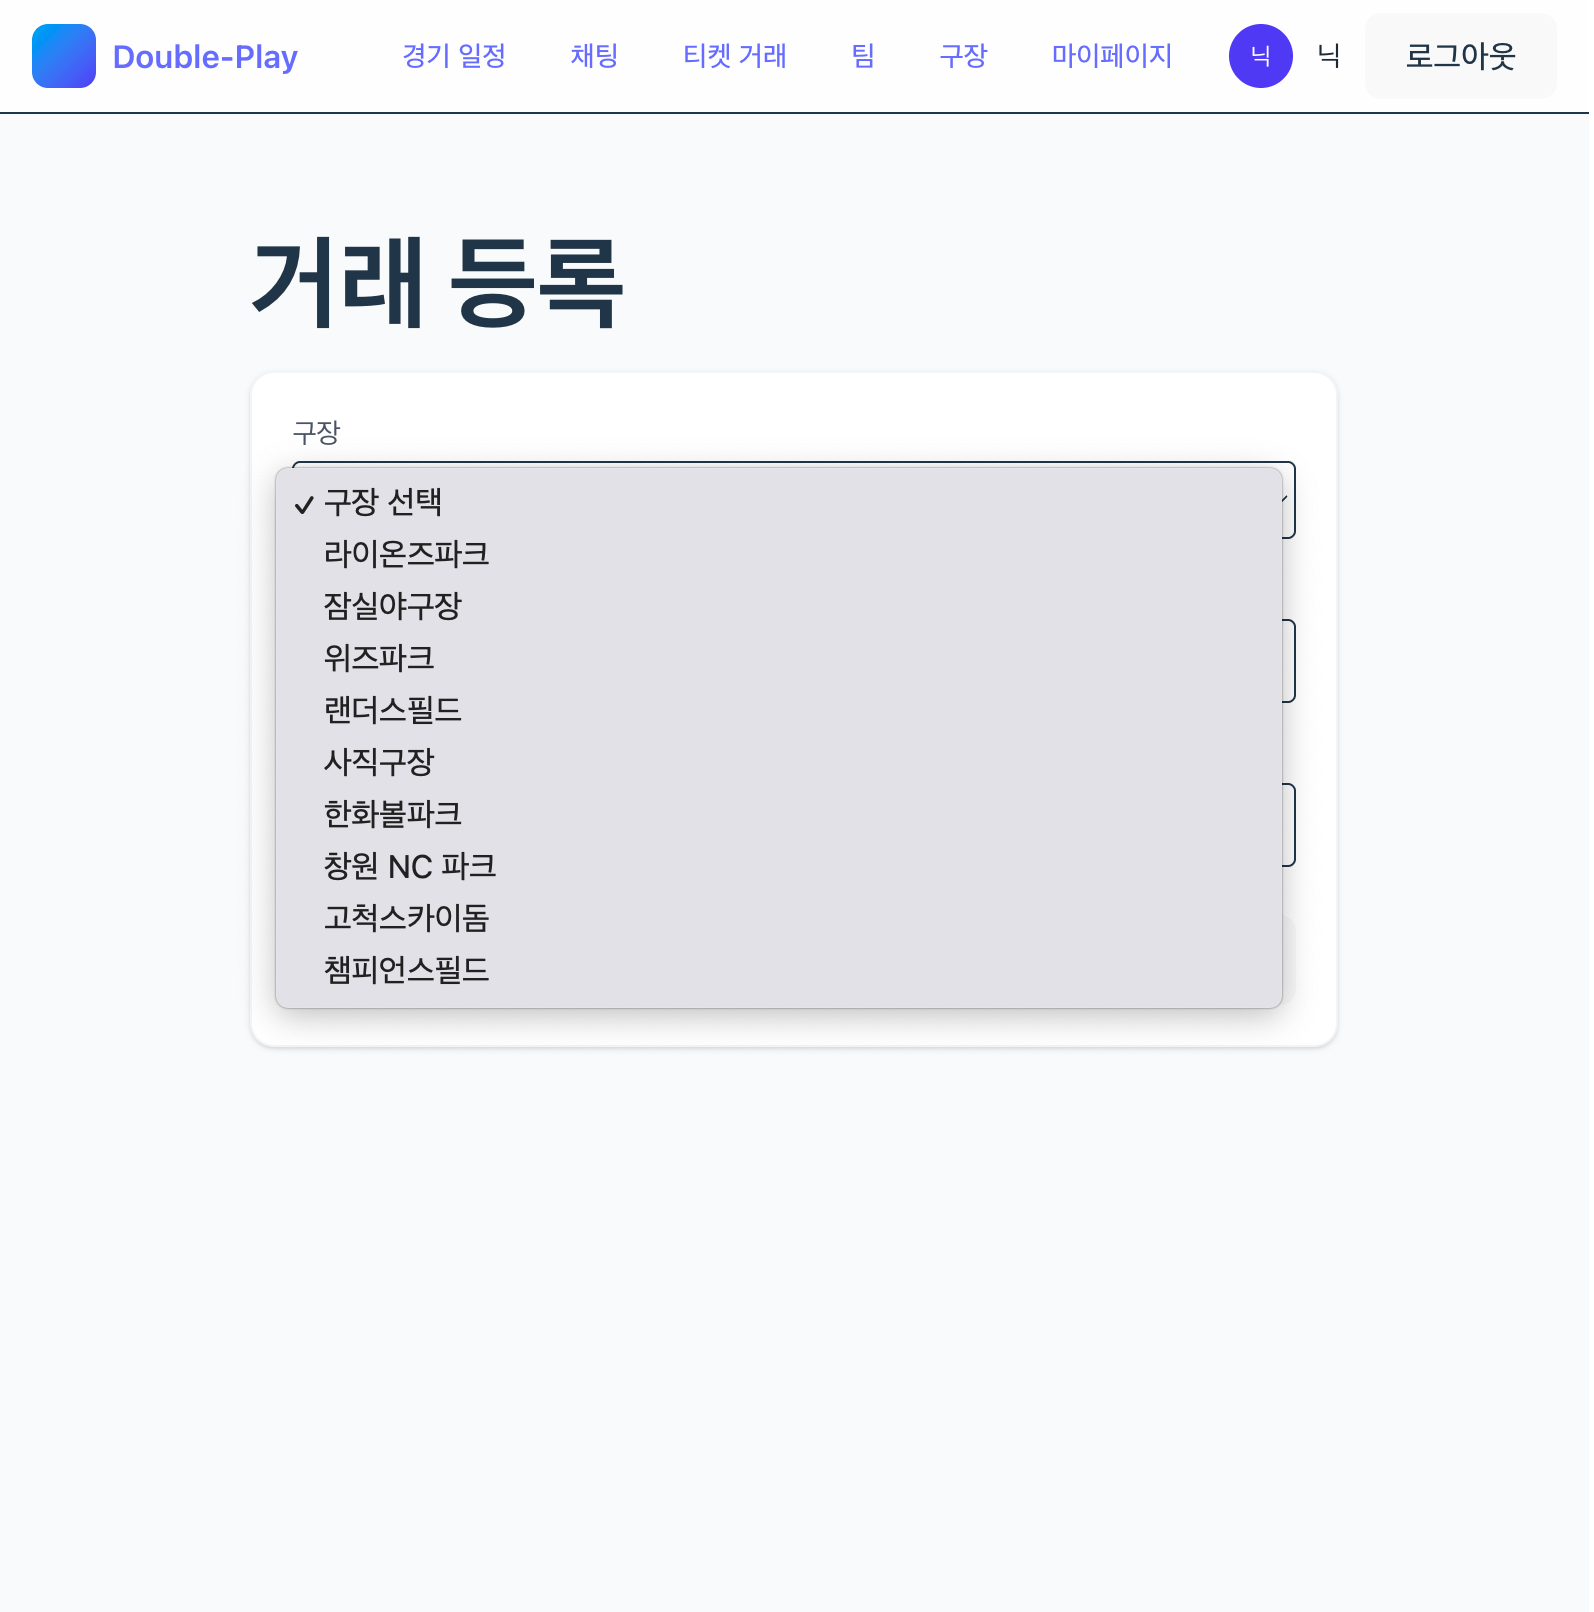 Double-Play 경기 일정 채팅 티켓 거래 팀 구장 마이페이지 닉 닉 로그아웃
거래 등록
구장
✓ 구장 선택
라이온즈파크
잠실야구장
위즈파크
랜더스필드
사직구장
한화볼파크
창원 NC 파크
고척스카이돔
챔피언스필드